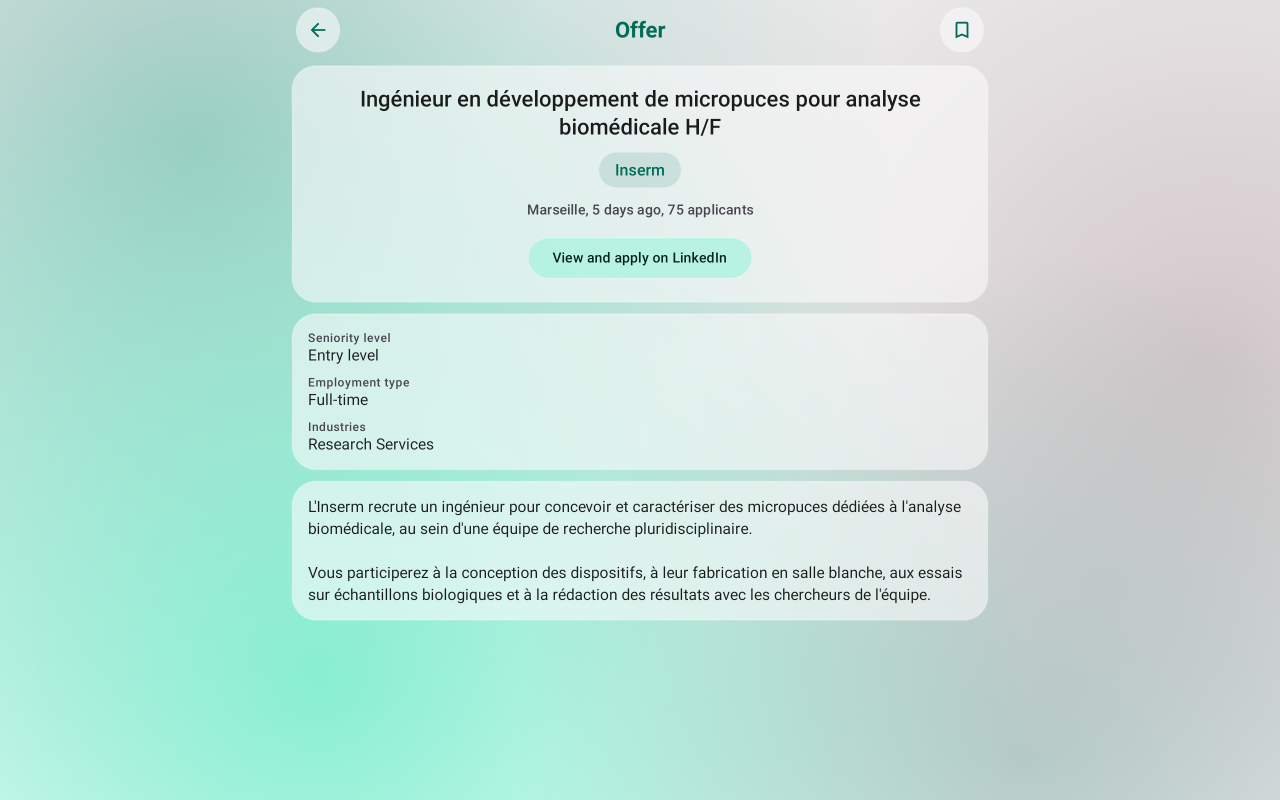 Offer
Ingénieur en développement de micropuces pour analyse
biomédicale H/F
Inserm
Marseille, 5 days ago, 75 applicants
View and apply on LinkedIn
Seniority level
Entry level
Employment type
Full-time
Industries
Research Services
L'Inserm recrute un ingénieur pour concevoir et caractériser des micropuces dédiées à l'analyse
biomédicale, au sein d'une équipe de recherche pluridisciplinaire.
Vous participerez à la conception des dispositifs, à leur fabrication en salle blanche, aux essais
sur échantillons biologiques et à la rédaction des résultats avec les chercheurs de l'équipe.